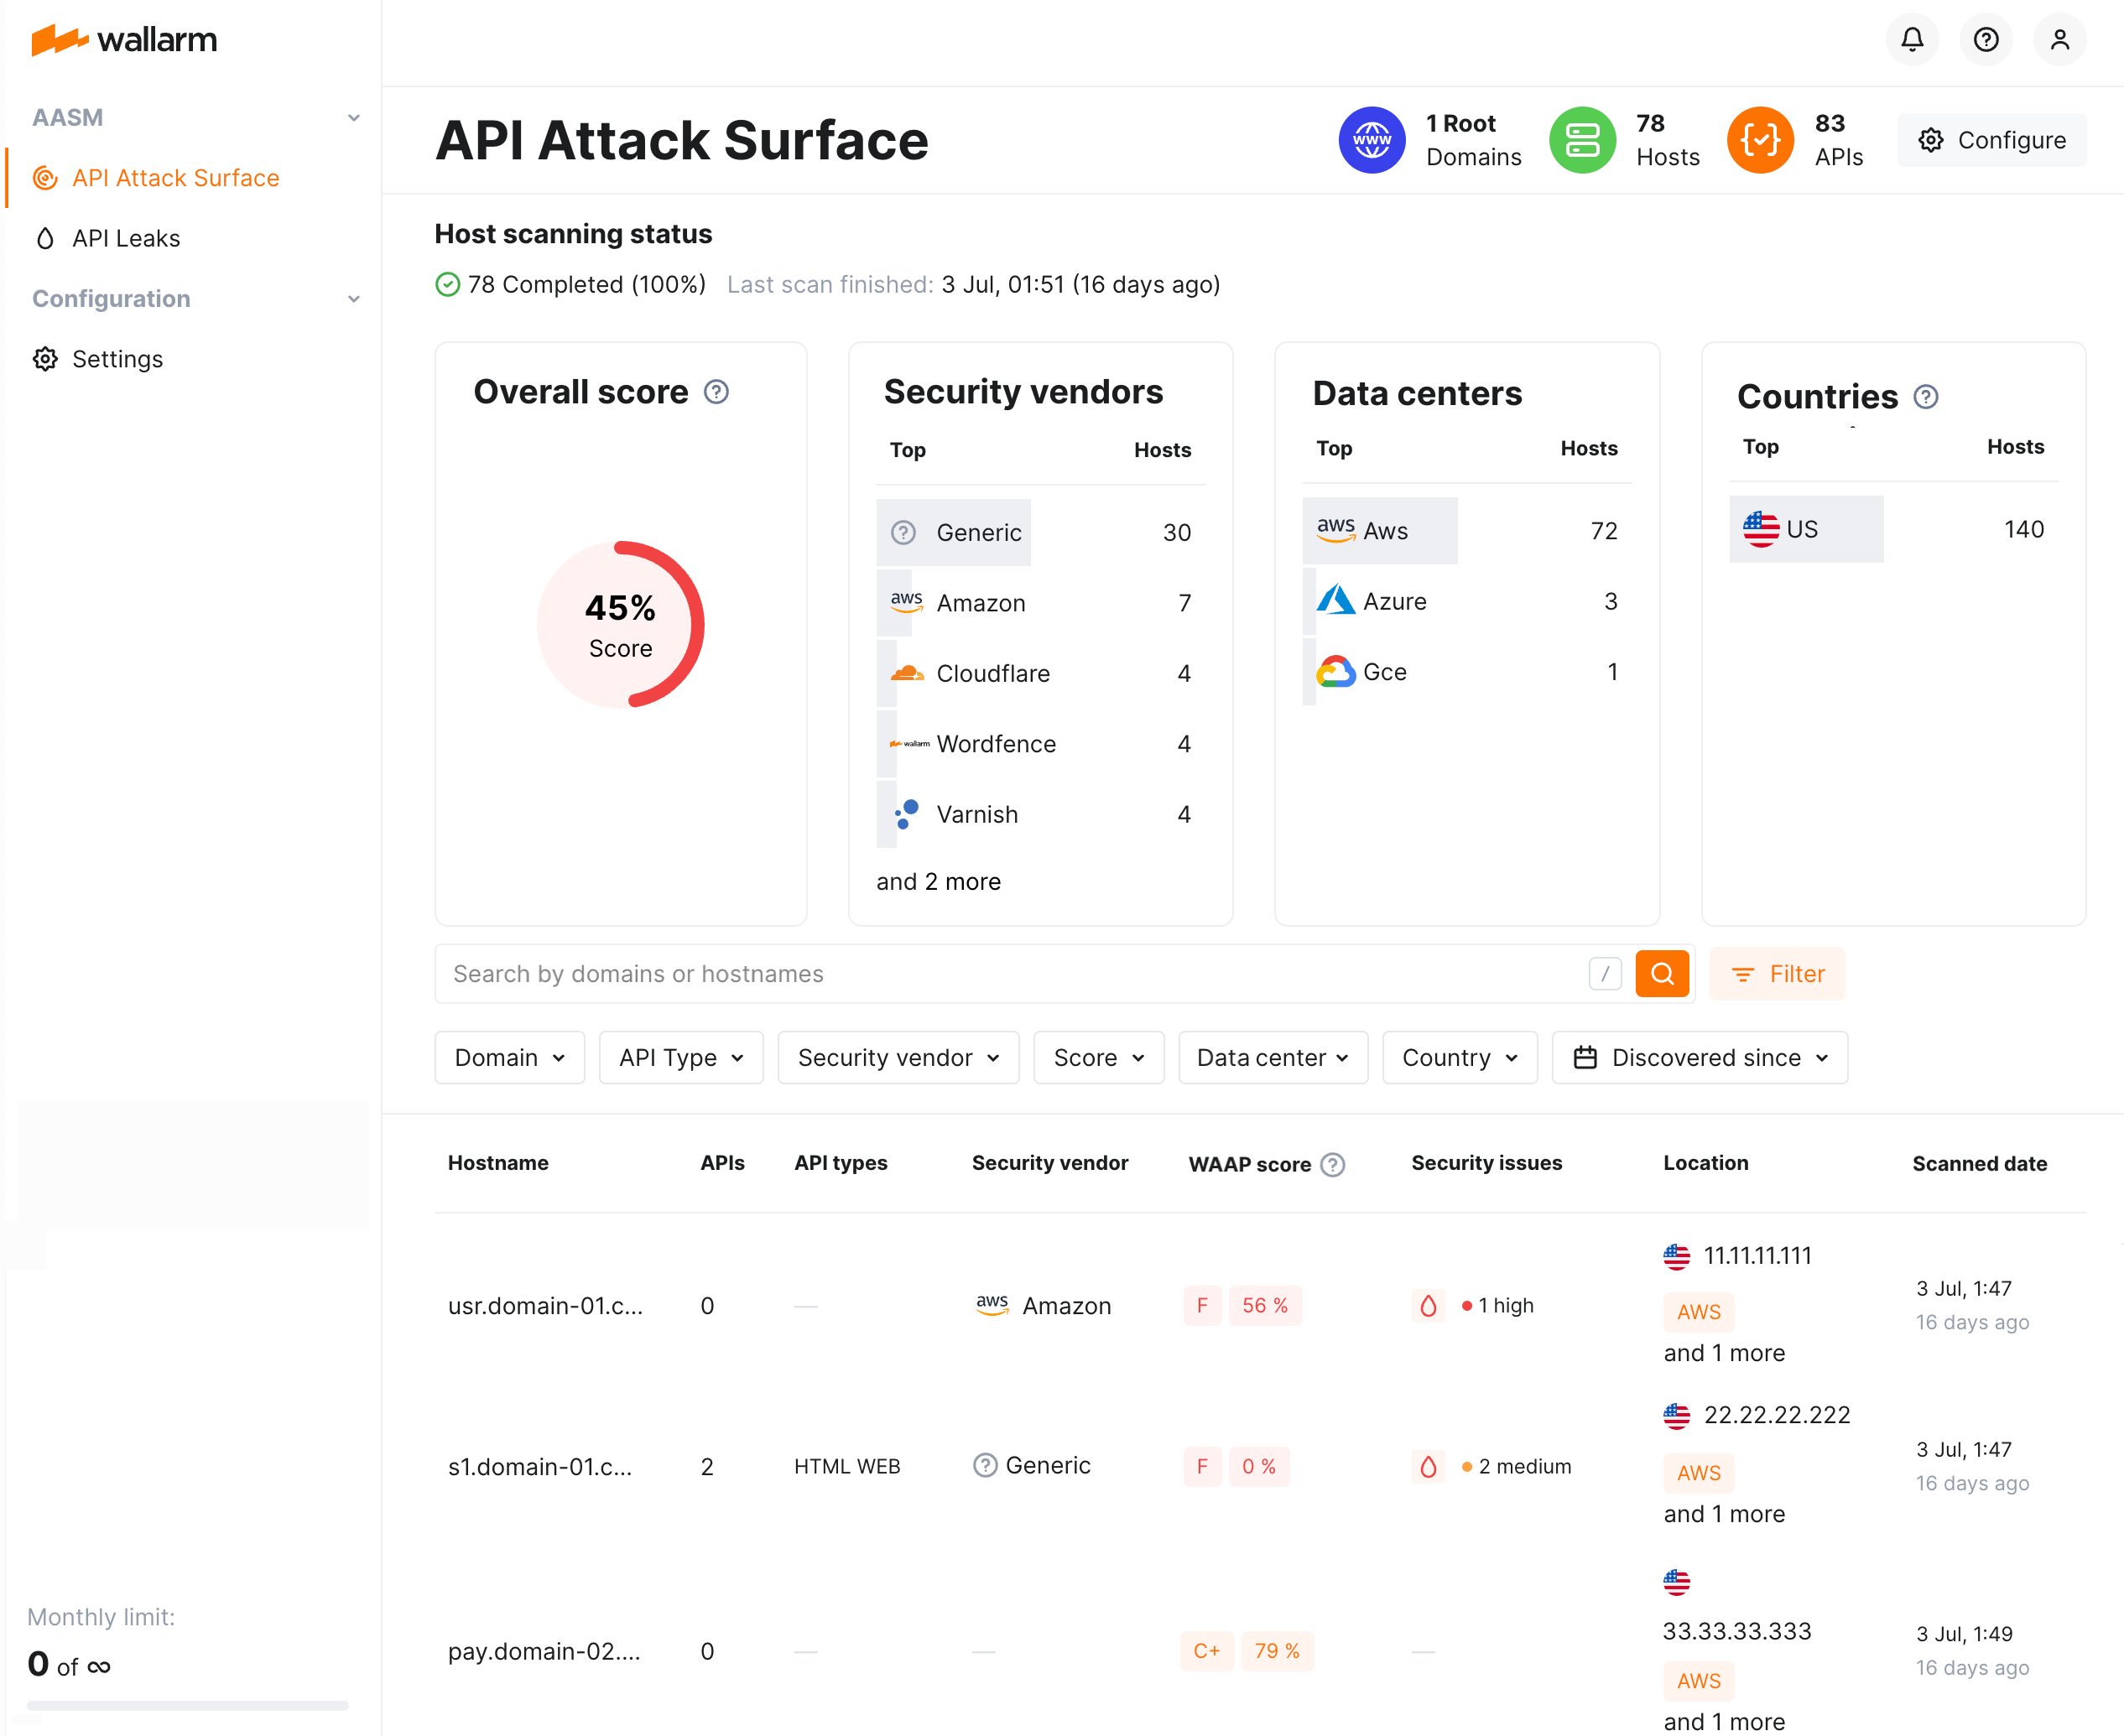 wallarm
AASM
API Attack Surface
API Leaks
Configuration
Settings
Monthly limit:
0 of ∞
API Attack Surface
www
1 Root
Domains
78
Hosts
83
APIs
Configure
Host scanning status
78 Completed (100%) Last scan finished: 3 Jul, 01:51 (16 days ago)
Overall score ?
45%
Score
Security vendors
Top Hosts
? Generic 30
aws Amazon 7
Cloudflare 4
wallarm Wordfence 4
Varnish 4
and 2 more
Data centers
Top Hosts
aws Aws 72
Azure 3
Gce 1
Countries ?
Top Hosts
US 140
Search by domains or hostnames /
Filter
Domain API Type Security vendor Score Data center Country Discovered since
Hostname APIs API types Security vendor WAAP score ? Security issues Location Scanned date
usr.domain-01.c... 0 — aws Amazon F 56 % 1 high
11.11.11.111
AWS
and 1 more
3 Jul, 1:47
16 days ago
s1.domain-01.c... 2 HTML WEB ? Generic F 0 % 2 medium
22.22.22.222
AWS
and 1 more
3 Jul, 1:47
16 days ago
pay.domain-02.... 0 — — C+ 79 % —
33.33.33.333
AWS
and 1 more
3 Jul, 1:49
16 days ago